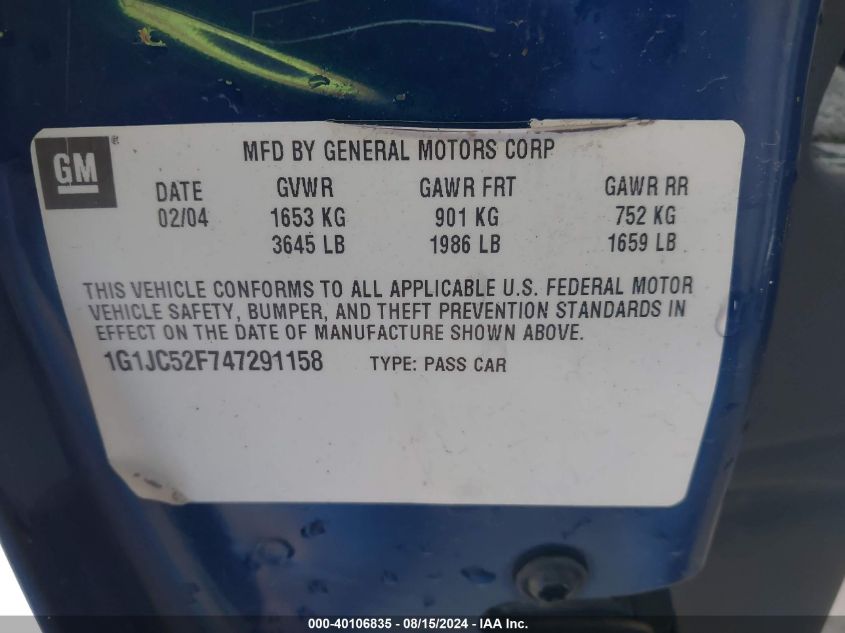 GM®
MFD BY GENERAL MOTORS CORP
DATE GVWR GAWR FRT GAWR RR
02/04 1653 KG 901 KG 752 KG
3645 LB 1986 LB 1659 LB
THIS VEHICLE CONFORMS TO ALL APPLICABLE U.S. FEDERAL MOTOR
VEHICLE SAFETY, BUMPER, AND THEFT PREVENTION STANDARDS IN
EFFECT ON THE DATE OF MANUFACTURE SHOWN ABOVE.
1G1JC52F747291158 TYPE: PASS CAR
000-40106835 - 08/15/2024 - IAA Inc.